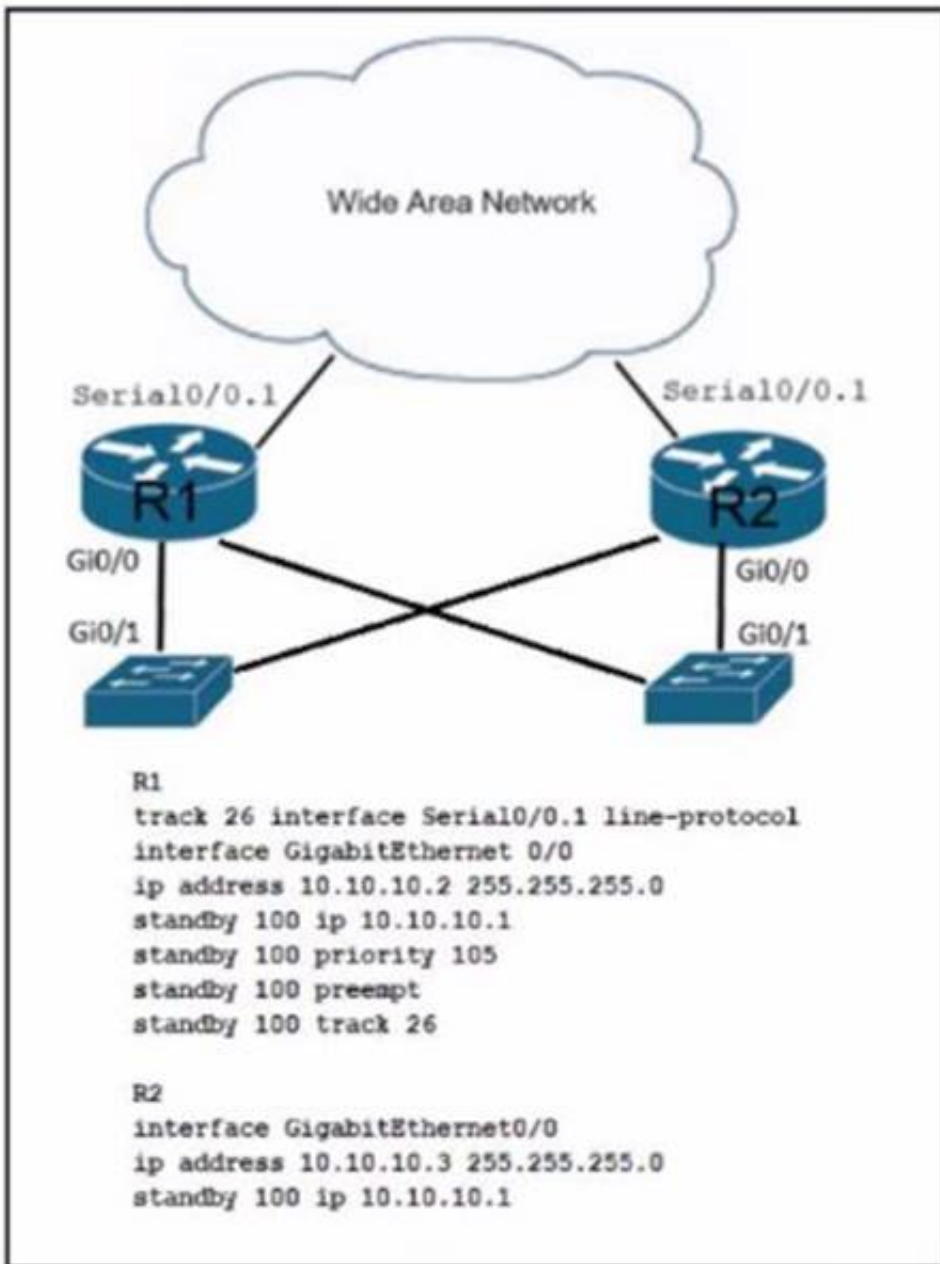 Wide Area Network
Serial0/0.1
Serial0/0.1
R1
R2
Gi0/0
Gi0/0
Gi0/1
Gi0/1
R1
track 26 interface Serial0/0.1 line-protocol
interface GigabitEthernet 0/0
ip address 10.10.10.2 255.255.255.0
standby 100 ip 10.10.10.1
standby 100 priority 105
standby 100 preempt
standby 100 track 26
R2
interface GigabitEthernet0/0
ip address 10.10.10.3 255.255.255.0
standby 100 ip 10.10.10.1